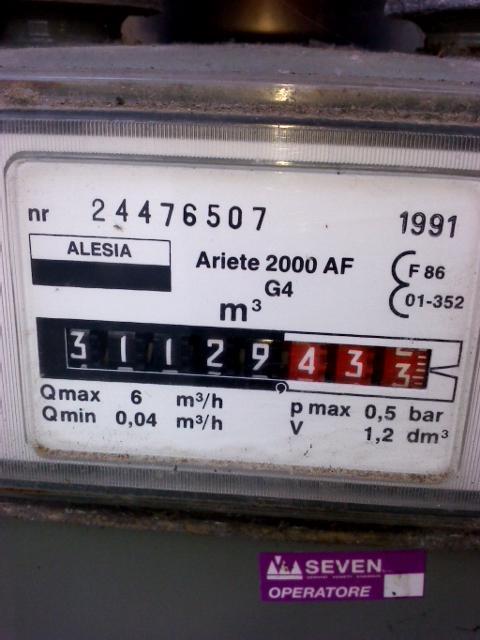 nr 24476507 1991
ALESIA
Ariete 2000 AF
G4
F 86
01-352
m³
31129433
Qmax 6 m³/h
Qmin 0,04 m³/h
p max 0,5 bar
V 1,2 dm³
SEVEN
OPERATORE